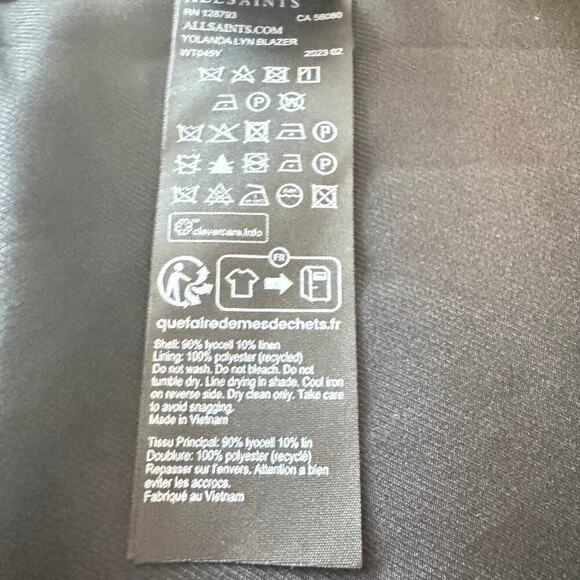 ALLSAINTS
RN 128793 CA 56080
ALLSAINTS.COM
YOLANDA LYN BLAZER
WT045Y 2023 02
clevercare.info
FR
quefairedemesdechets.fr
Shell: 90% lyocell 10% linen
Lining: 100% polyester (recycled)
Do not wash. Do not bleach. Do not
tumble dry. Line drying in shade. Cool iron
on reverse side. Dry clean only. Take care
to avoid snagging.
Made in Vietnam
Tissu Principal: 90% lyocell 10% lin
Doublure: 100% polyester (recyclé)
Repasser sur l'envers. Attention a bien
eviter les accrocs.
Fabriqué au Vietnam